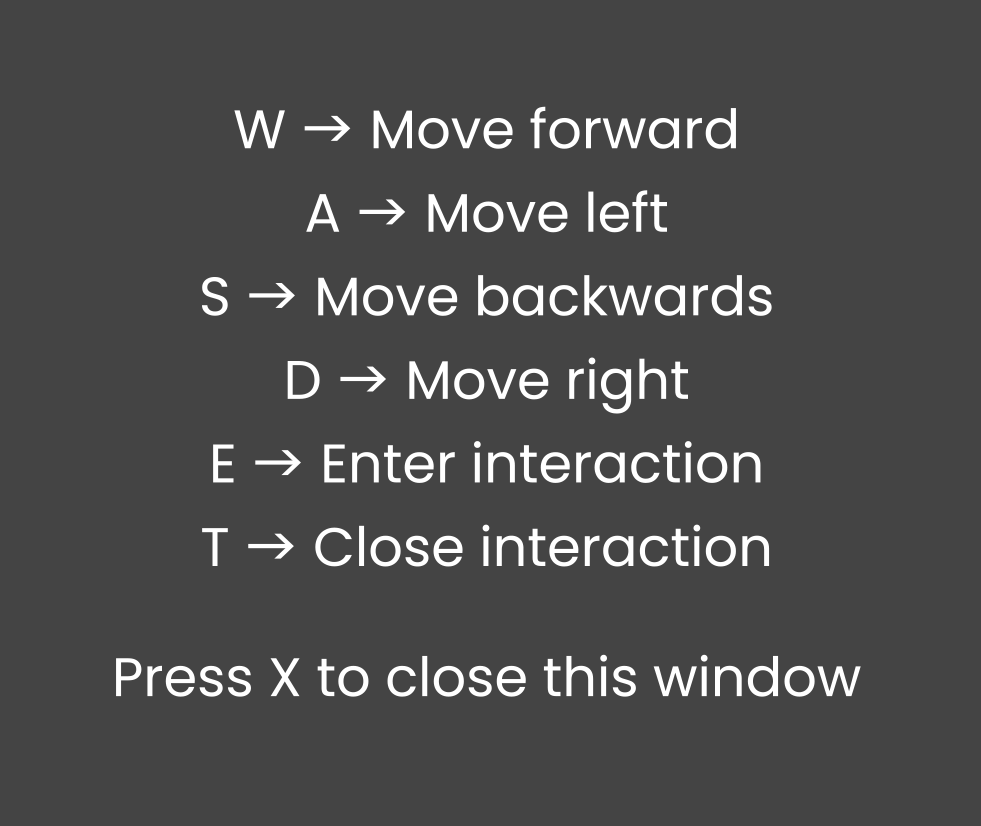 W → Move forward
A → Move left
S → Move backwards
D → Move right
E → Enter interaction
T → Close interaction
Press X to close this window